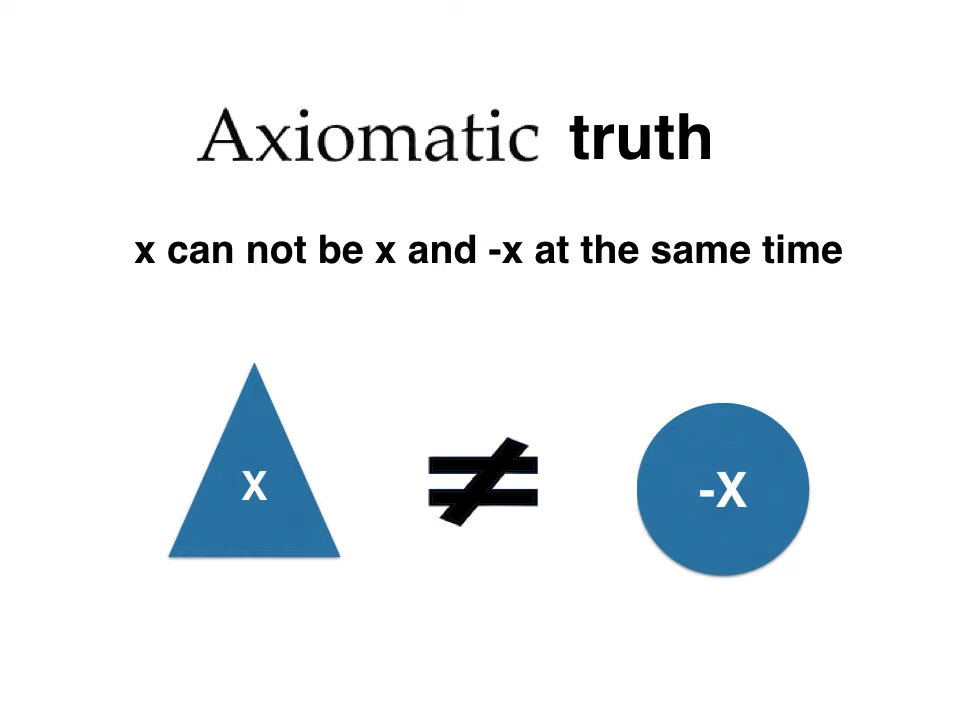 Axiomatic truth
x can not be x and -x at the same time
X ≠ -X